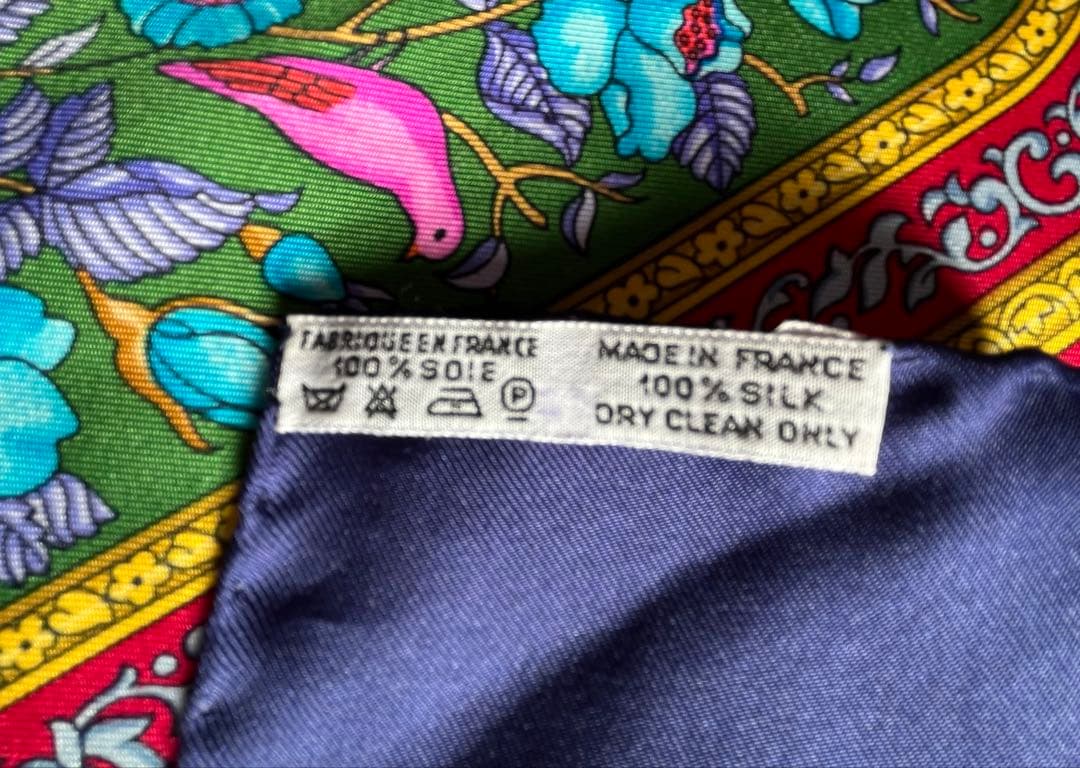 FABRIQUE EN FRANCE
100% SOIE
P
MADE IN FRANCE
100% SILK
DRY CLEAN ONLY